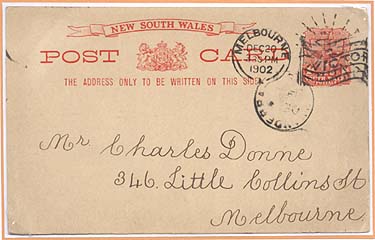 NEW SOUTH WALES
POST CARD
THE ADDRESS ONLY TO BE WRITTEN ON THIS SIDE
MELBOURNE
DEC 30
1902
Mr Charles Donne
346. Little Collins St
Melbourne.